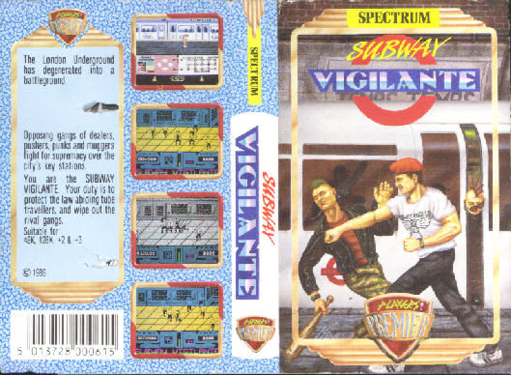 The London Underground
has degenerated into a
battleground.
Opposing gangs of dealers,
pushers, punks and muggers
fight for supremacy over the
city's key stations.
You are the SUBWAY
VIGILANTE. Your duty is to
protect the law abiding tube
travellers, and wipe out the
rival gangs.
Suitable for
48K, 128K, +2 & +3
© 1989
5 013728 000615
SPECTRUM
SUBWAY
VIGILANTE
PLAYERS
PREMIER
SPECTRUM
SUBWAY
VIGILANTE
PLAYERS
PREMIER